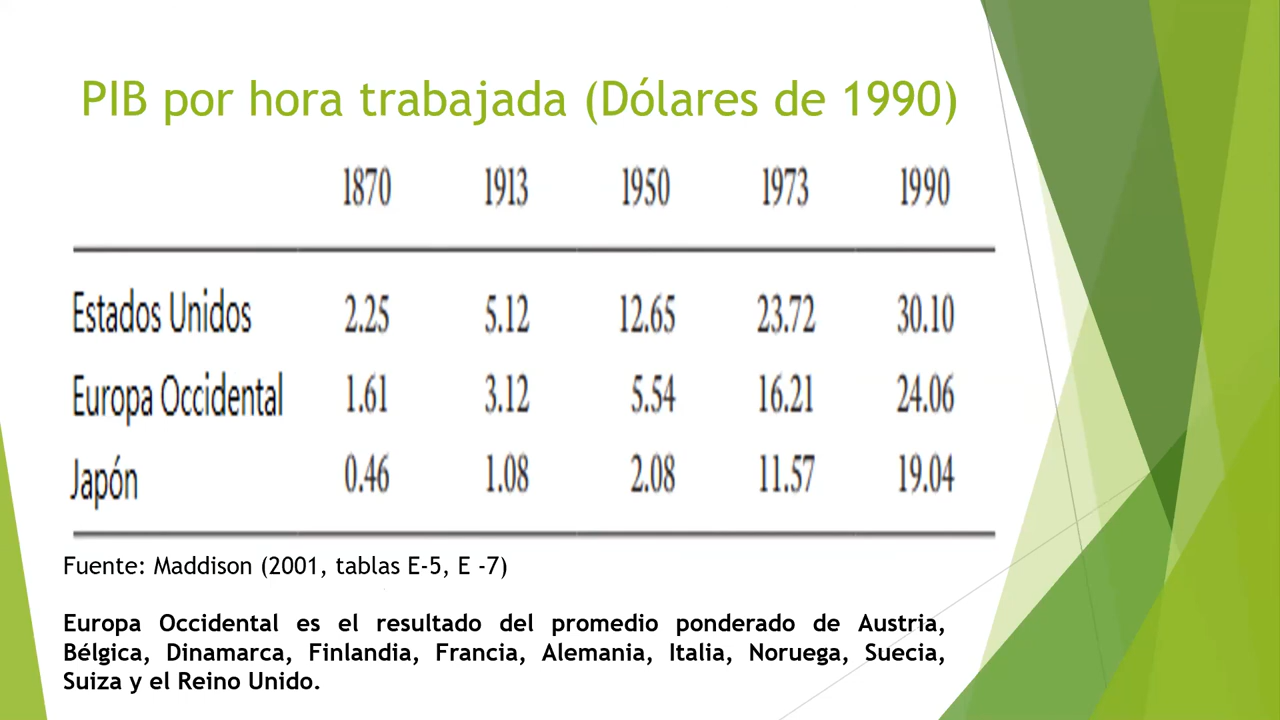 PIB por hora trabajada (Dólares de 1990)
1870 1913 1950 1973 1990
Estados Unidos 2.25 5.12 12.65 23.72 30.10
Europa Occidental 1.61 3.12 5.54 16.21 24.06
Japón 0.46 1.08 2.08 11.57 19.04
Fuente: Maddison (2001, tablas E-5, E -7)
Europa Occidental es el resultado del promedio ponderado de Austria,
Bélgica, Dinamarca, Finlandia, Francia, Alemania, Italia, Noruega, Suecia,
Suiza y el Reino Unido.